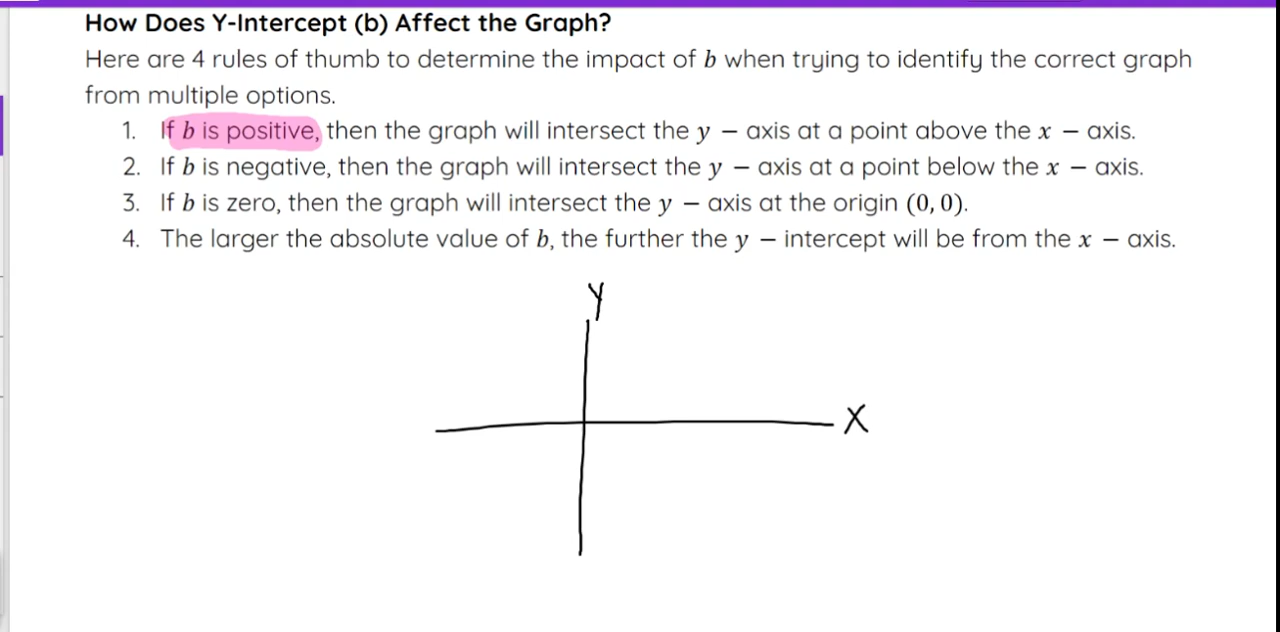 How Does Y-Intercept (b) Affect the Graph?
Here are 4 rules of thumb to determine the impact of b when trying to identify the correct graph
from multiple options.
1. If b is positive, then the graph will intersect the y − axis at a point above the x − axis.
2. If b is negative, then the graph will intersect the y − axis at a point below the x − axis.
3. If b is zero, then the graph will intersect the y − axis at the origin (0, 0).
4. The larger the absolute value of b, the further the y − intercept will be from the x − axis.
Y
X